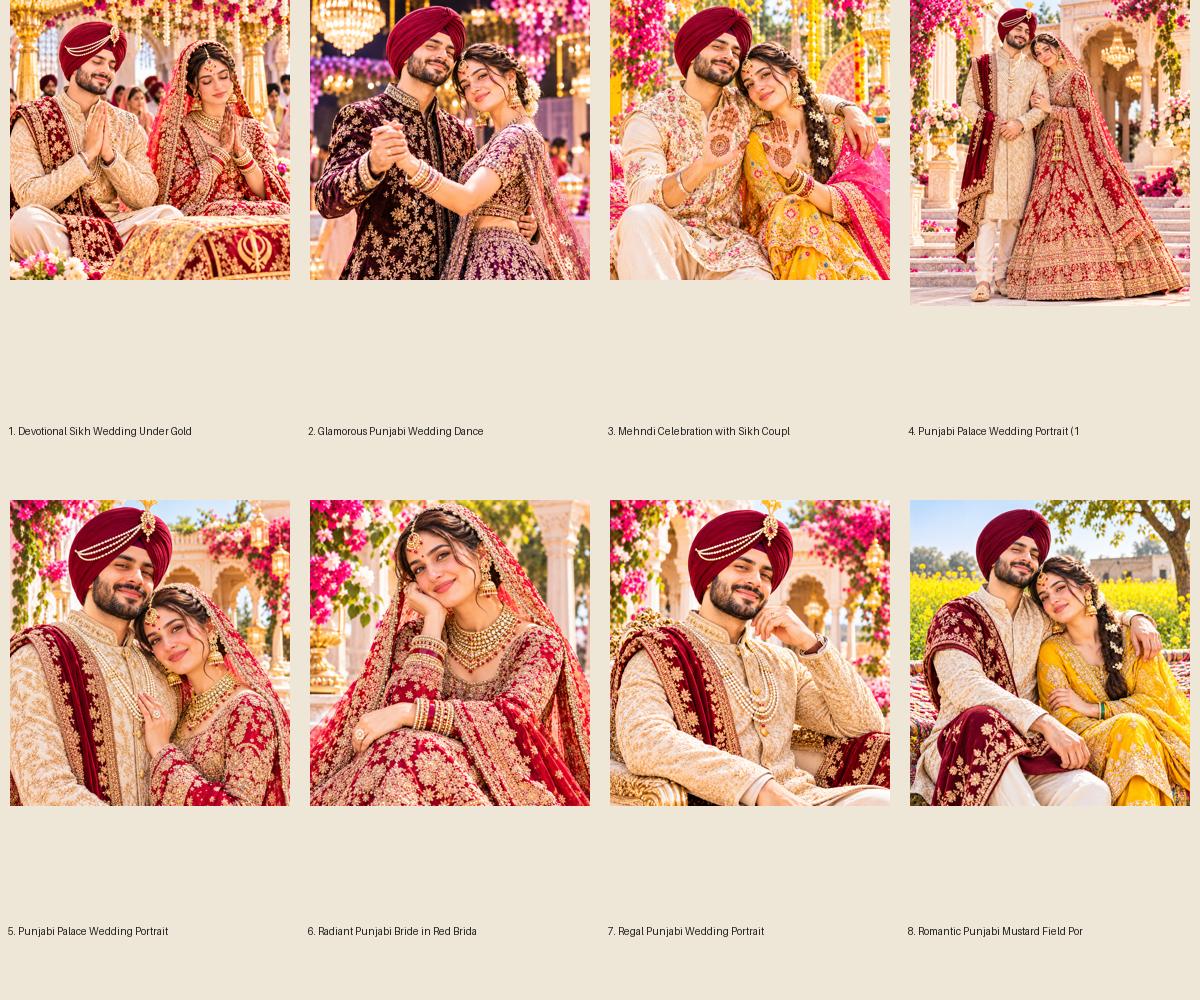 1. Devotional Sikh Wedding Under Gold
2. Glamorous Punjabi Wedding Dance
3. Mehndi Celebration with Sikh Coupl
4. Punjabi Palace Wedding Portrait (1
5. Punjabi Palace Wedding Portrait
6. Radiant Punjabi Bride in Red Brida
7. Regal Punjabi Wedding Portrait
8. Romantic Punjabi Mustard Field Por